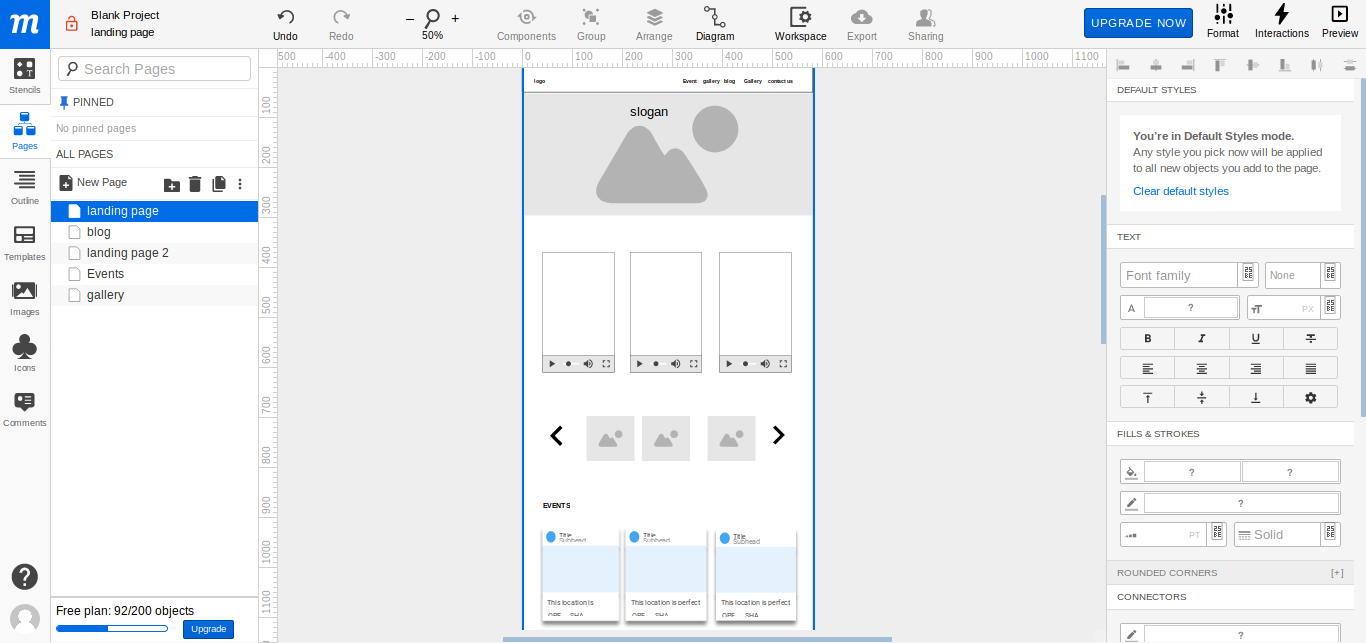 m
Blank Project
landing page
Undo
Redo
– +
50%
Components
Group
Arrange
Diagram
Workspace
Export
Sharing
UPGRADE NOW
Format
Interactions
Preview
Stencils
Pages
Outline
Templates
Images
Icons
Comments
Search Pages
PINNED
No pinned pages
ALL PAGES
New Page
landing page
blog
landing page 2
Events
gallery
Free plan: 92/200 objects
Upgrade
500 -400 -300 -200 -100 0 100 200 300 400 500 600 700 800 900 1000 1100
100
200
300
400
500
600
700
800
900
1000
1100
logo Event gallery blog Gallery contact us
slogan
EVENTS
Title
Subhead
This location is
Title
Subhead
This location is perfect
Title
Subhead
This location is perfect
DEFAULT STYLES
You're in Default Styles mode.
Any style you pick now will be applied
to all new objects you add to the page.
Clear default styles
TEXT
Font family
None
A ?
TT PX
B I U T
FILLS & STROKES
? ?
?
PT
Solid
ROUNDED CORNERS [+]
CONNECTORS
?